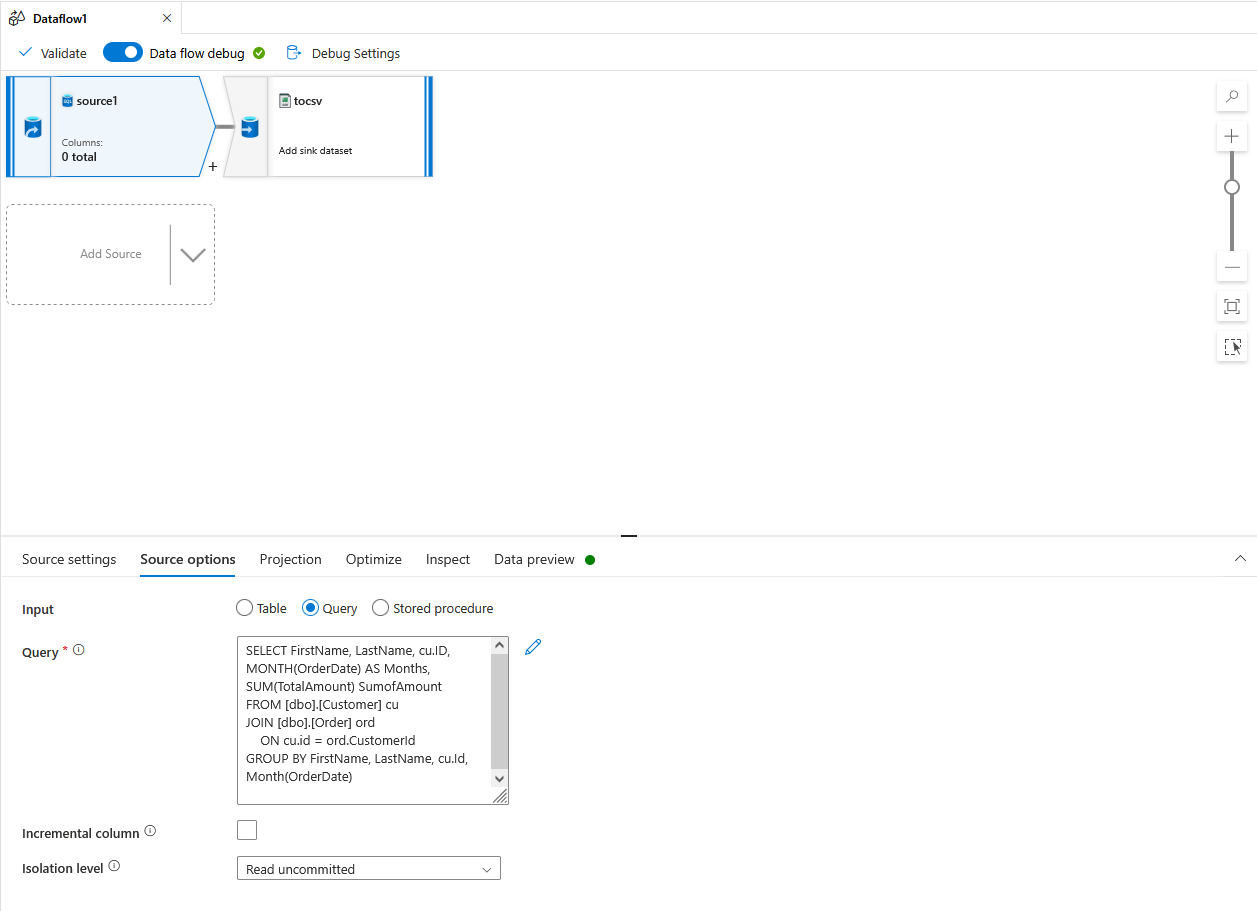 Dataflow1
Validate Data flow debug Debug Settings
source1
Columns:
0 total
+
tocsv
Add sink dataset
Add Source
Source settings Source options Projection Optimize Inspect Data preview
Input Table Query Stored procedure
Query *
SELECT FirstName, LastName, cu.ID,
MONTH(OrderDate) AS Months,
SUM(TotalAmount) SumofAmount
FROM [dbo].[Customer] cu
JOIN [dbo].[Order] ord
ON cu.id = ord.CustomerId
GROUP BY FirstName, LastName, cu.Id,
Month(OrderDate)
Incremental column
Isolation level Read uncommitted